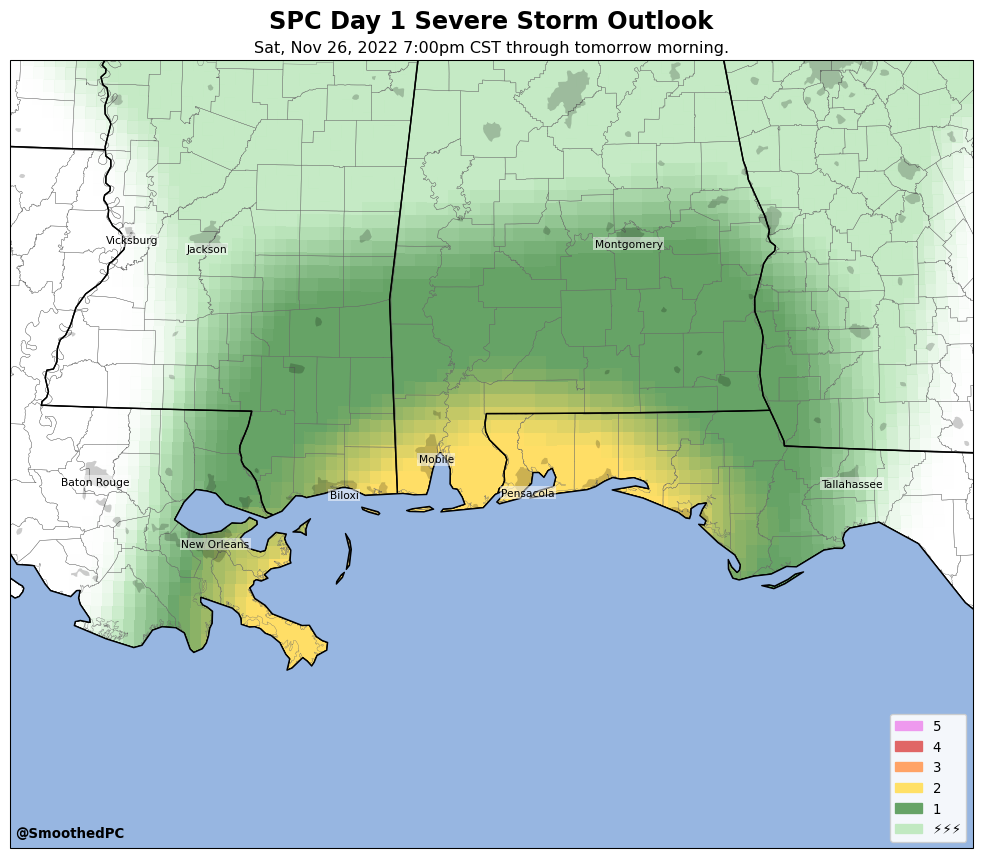 SPC Day 1 Severe Storm Outlook
Sat, Nov 26, 2022 7:00pm CST through tomorrow morning.
Vicksburg
Jackson
Montgomery
Mobile
Baton Rouge
Biloxi
Pensacola
Tallahassee
New Orleans
5
4
3
2
1
⚡⚡⚡
@SmoothedPC